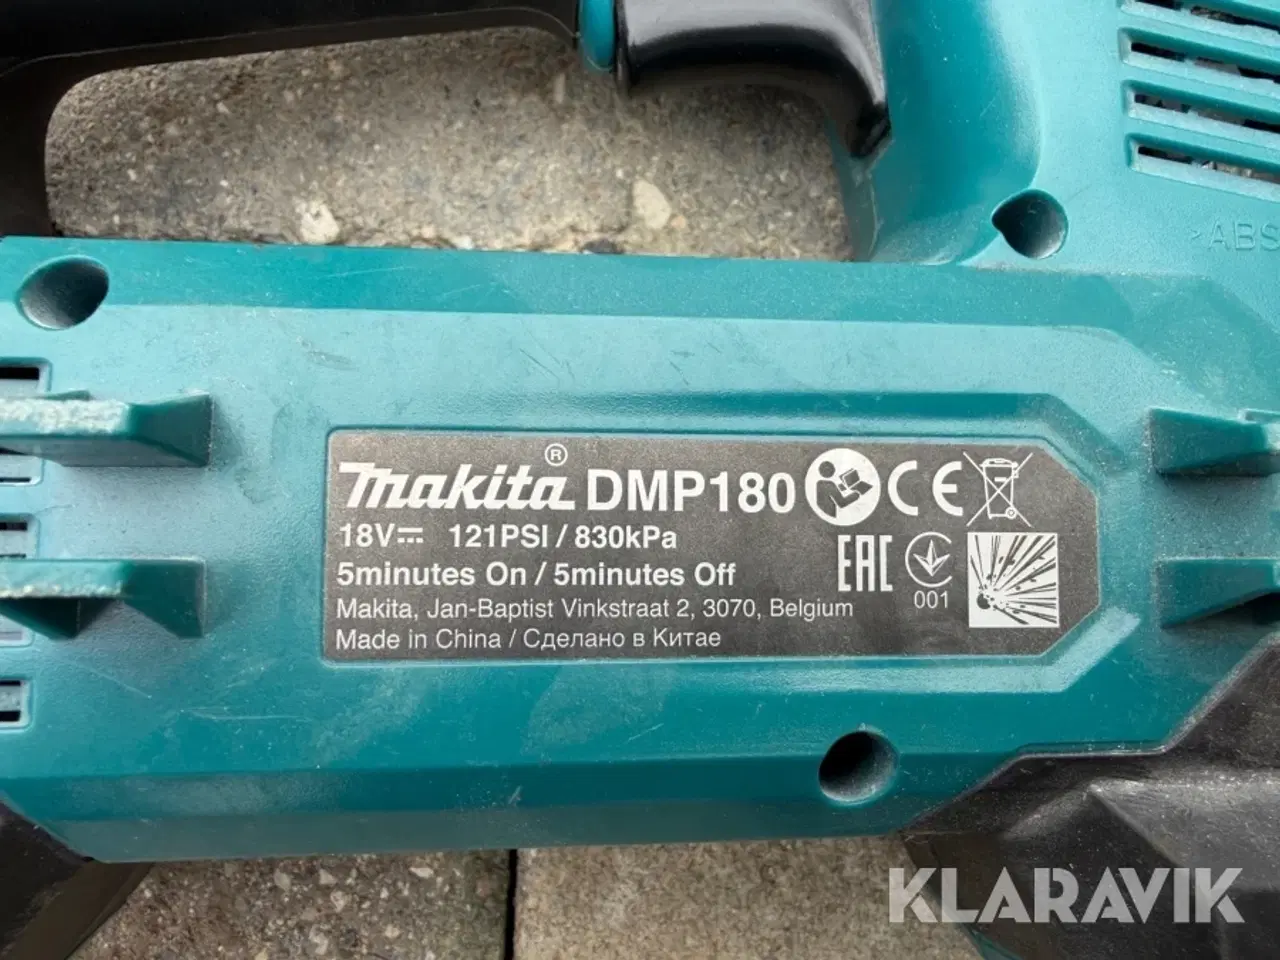 >ABS
makita® DMP180 CE
18V 121PSI / 830kPa
5minutes On / 5minutes Off
EAC
001
Makita, Jan-Baptist Vinkstraat 2, 3070, Belgium
Made in China / Сделано в Китае
KLARAVIK